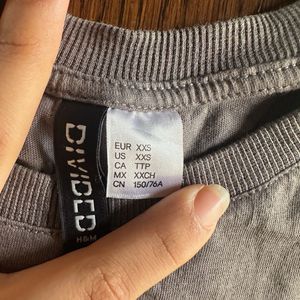 DIVIDED
H&M
EUR XXS
US XXS
CA TTP
MX XXCH
CN 150/76A